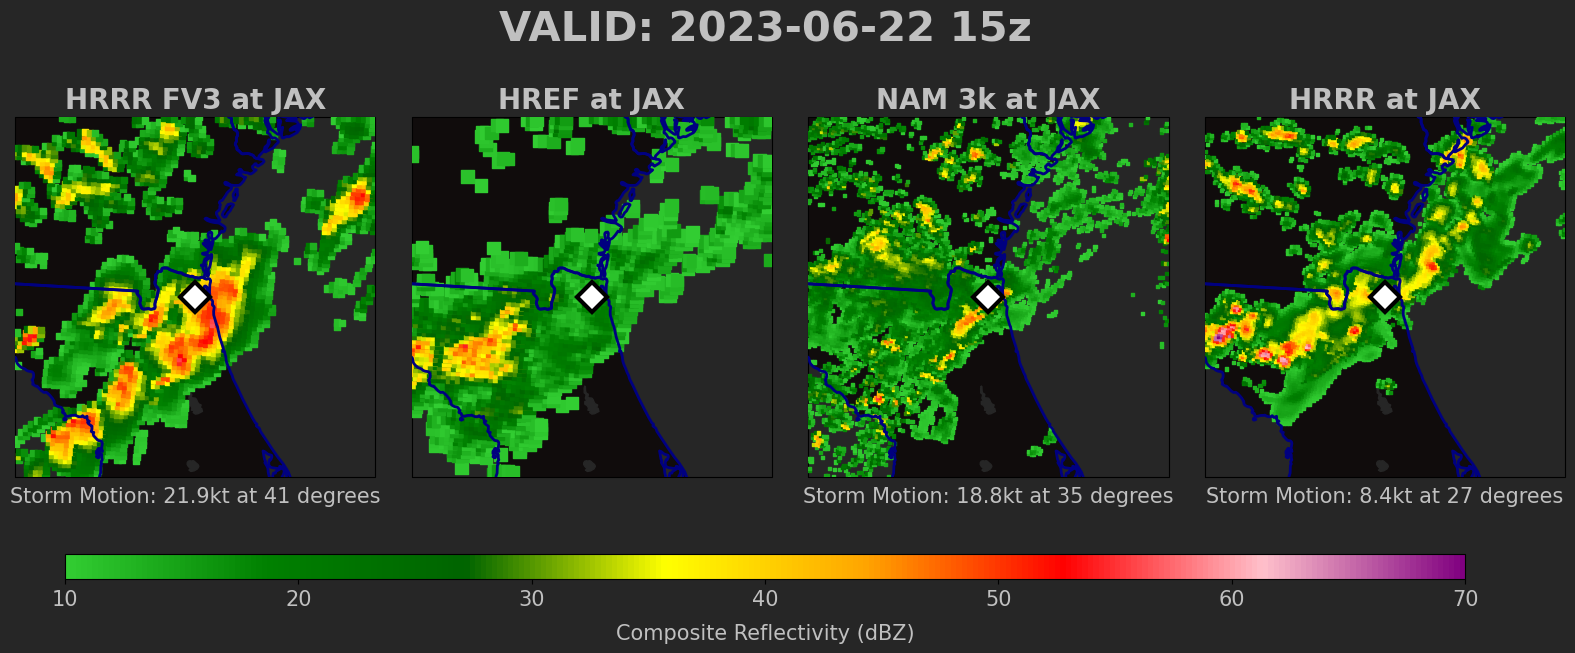 VALID: 2023-06-22 15z
HRRR FV3 at JAX
HREF at JAX
NAM 3k at JAX
HRRR at JAX
Storm Motion: 21.9kt at 41 degrees
Storm Motion: 18.8kt at 35 degrees
Storm Motion: 8.4kt at 27 degrees
10 20 30 40 50 60 70
Composite Reflectivity (dBZ)